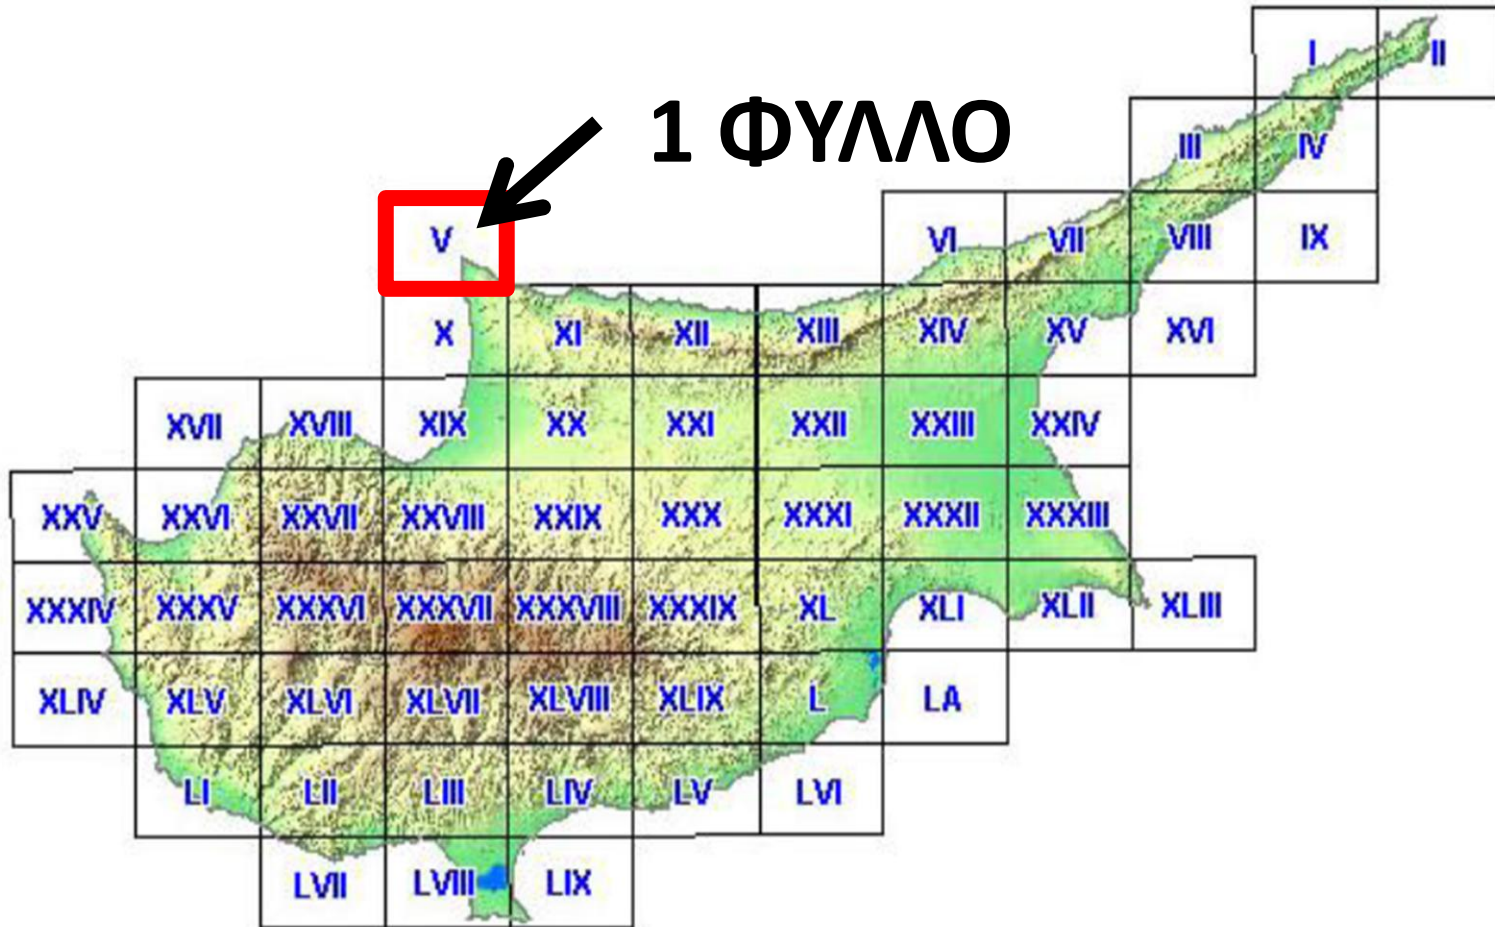 I II
1 ΦΥΛΛΟ
III IV
V VI VII VIII IX
X XI XII XIII XIV XV XVI
XVII XVIII XIX XX XXI XXII XXIII XXIV
XXV XXVI XXVII XXVIII XXIX XXX XXXI XXXII XXXIII
XXXIV XXXV XXXVI XXXVII XXXVIII XXXIX XL XLI XLII XLIII
XLIV XLV XLVI XLVII XLVIII XLIX L LA
LI LII LIII LIV LV LVI
LVII LVIII LIX